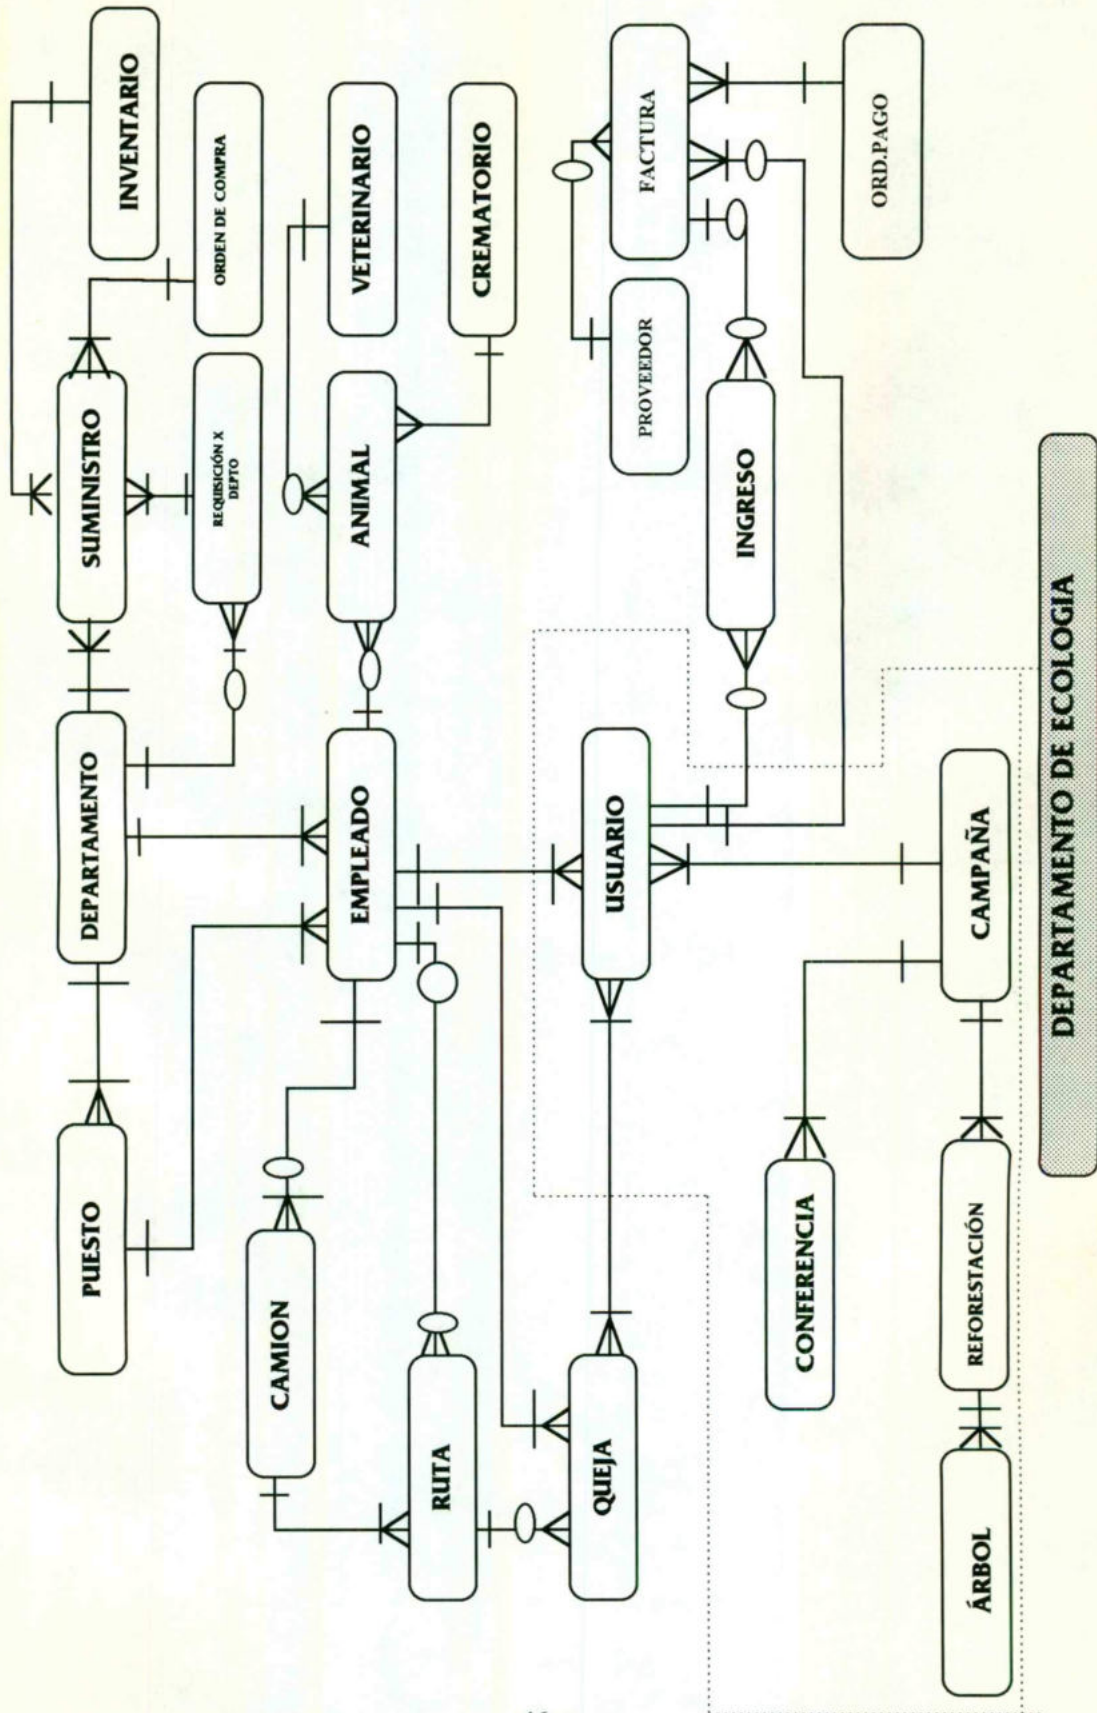 PUESTO
DEPARTAMENTO
SUMINISTRO
INVENTARIO
REQUISICIÓN X
DEPTO
ORDEN DE COMPRA
CAMION
EMPLEADO
ANIMAL
VETERINARIO
RUTA
CREMATORIO
QUEJA
USUARIO
PROVEEDOR
FACTURA
INGRESO
CONFERENCIA
ORD.PAGO
ÁRBOL
REFORESTACIÓN
CAMPAÑA
DEPARTAMENTO DE ECOLOGIA